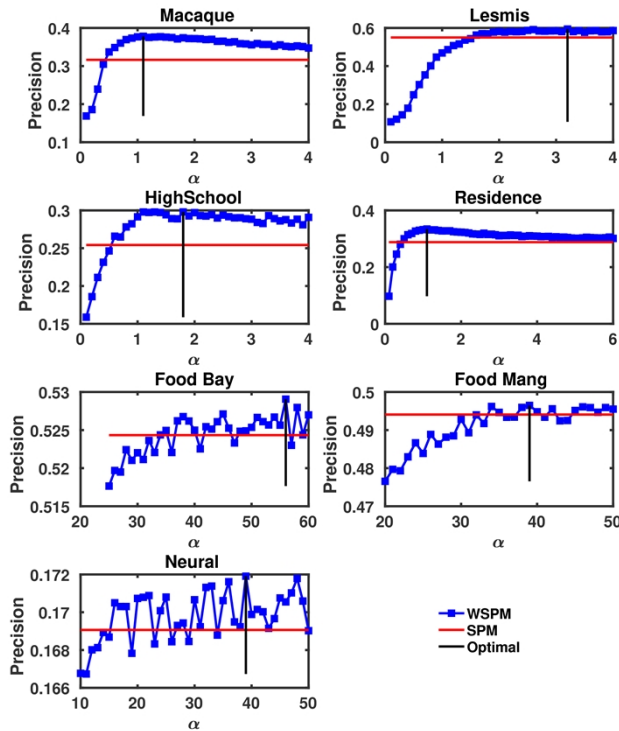 Macaque
Precision
0.4
0.3
0.2
0.1
0 1 2 3 4
α
Lesmis
Precision
0.6
0.4
0.2
0
0 1 2 3 4
α
HighSchool
Precision
0.3
0.25
0.2
0.15
0 1 2 3 4
α
Residence
Precision
0.4
0.2
0
0 2 4 6
α
Food Bay
Precision
0.53
0.525
0.52
0.515
20 30 40 50 60
α
Food Mang
Precision
0.5
0.49
0.48
0.47
20 30 40 50
α
Neural
Precision
0.172
0.17
0.168
0.166
10 20 30 40 50
α
WSPM
SPM
Optimal